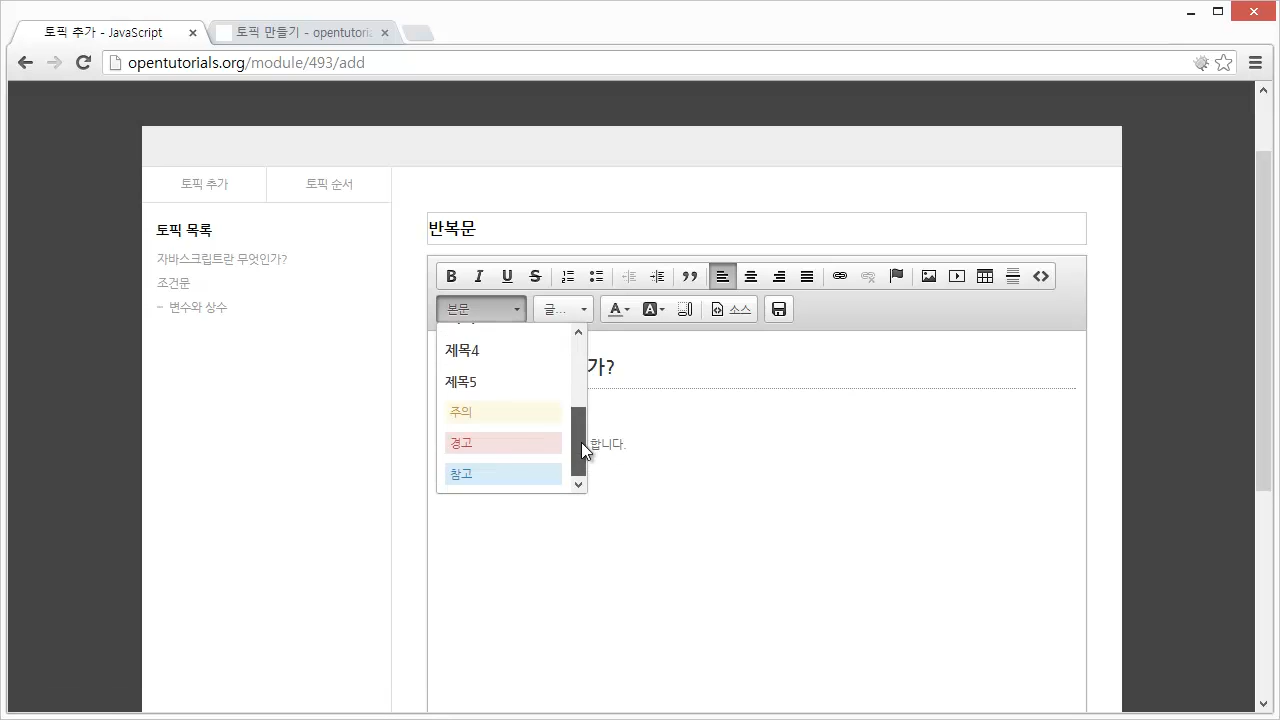 토픽 추가 - JavaScript
토픽 만들기 - opentutoria
opentutorials.org/module/493/add
토픽 추가
토픽 순서
토픽 목록
자바스크립트란 무엇인가?
조건문
- 변수와 상수
반복문
B I U S
본문
글...
A
A
소스
제목4
제목5
주의
경고
참고
가?
합니다.